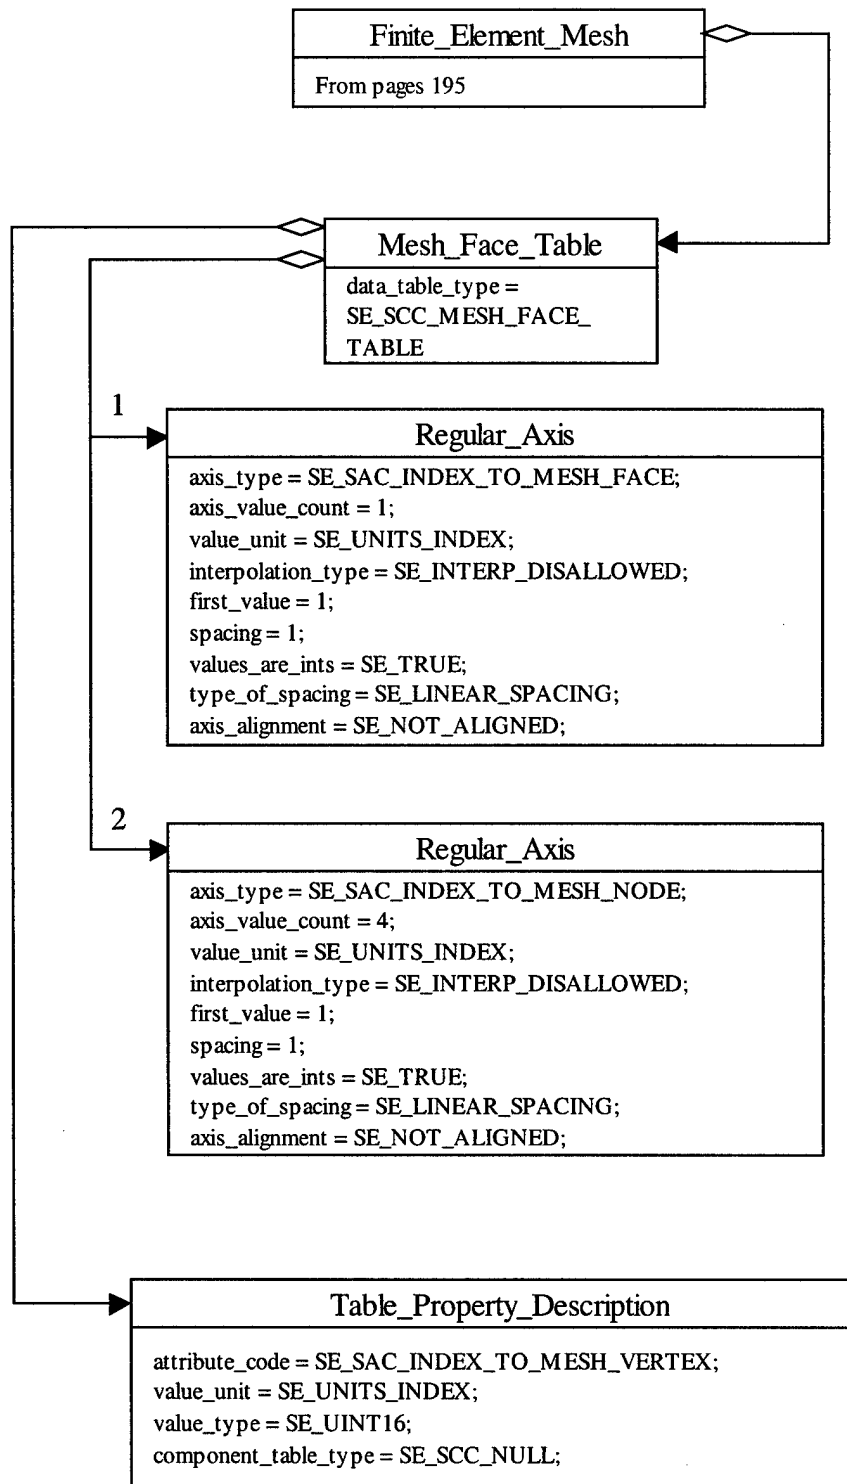 Finite_Element_Mesh
From pages 195
Mesh_Face_Table
data_table_type =
SE_SCC_MESH_FACE_
TABLE
1
Regular_Axis
axis_type = SE_SAC_INDEX_TO_MESH_FACE;
axis_value_count = 1;
value_unit = SE_UNITS_INDEX;
interpolation_type = SE_INTERP_DISALLOWED;
first_value = 1;
spacing = 1;
values_are_ints = SE_TRUE;
type_of_spacing = SE_LINEAR_SPACING;
axis_alignment = SE_NOT_ALIGNED;
2
Regular_Axis
axis_type = SE_SAC_INDEX_TO_MESH_NODE;
axis_value_count = 4;
value_unit = SE_UNITS_INDEX;
interpolation_type = SE_INTERP_DISALLOWED;
first_value = 1;
spacing = 1;
values_are_ints = SE_TRUE;
type_of_spacing = SE_LINEAR_SPACING;
axis_alignment = SE_NOT_ALIGNED;
Table_Property_Description
attribute_code = SE_SAC_INDEX_TO_MESH_VERTEX;
value_unit = SE_UNITS_INDEX;
value_type = SE_UINT16;
component_table_type = SE_SCC_NULL;